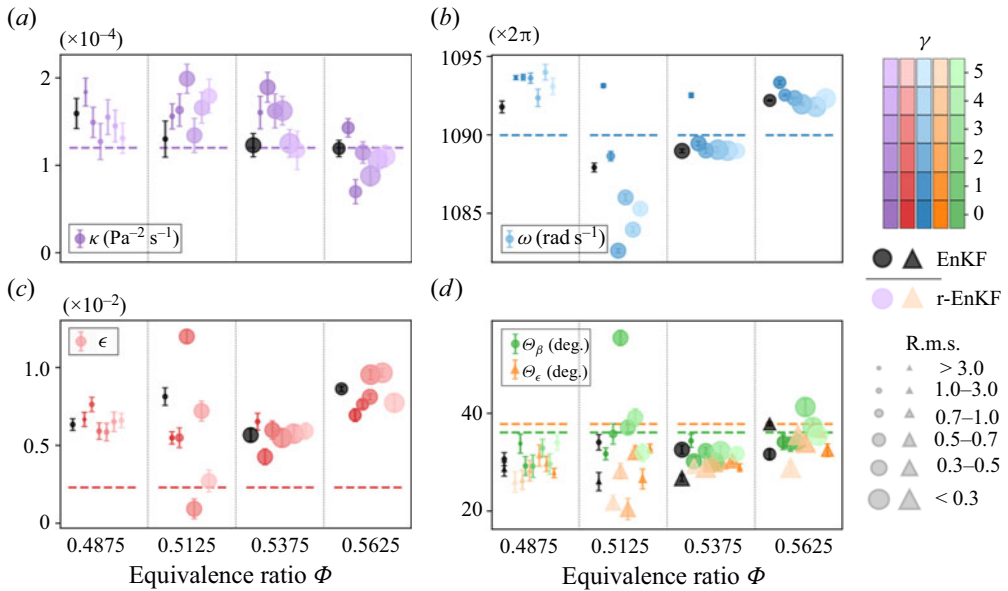 (a)
(×10⁻⁴)
2
1
0
κ (Pa⁻² s⁻¹)
(b)
(×2π)
1095
1090
1085
ω (rad s⁻¹)
γ
5
4
3
2
1
0
EnKF
r-EnKF
R.m.s.
> 3.0
1.0–3.0
0.7–1.0
0.5–0.7
0.3–0.5
< 0.3
(c)
(×10⁻²)
1.0
0.5
0
ϵ
0.4875 0.5125 0.5375 0.5625
Equivalence ratio Φ
(d)
40
20
Θβ (deg.)
Θϵ (deg.)
0.4875 0.5125 0.5375 0.5625
Equivalence ratio Φ